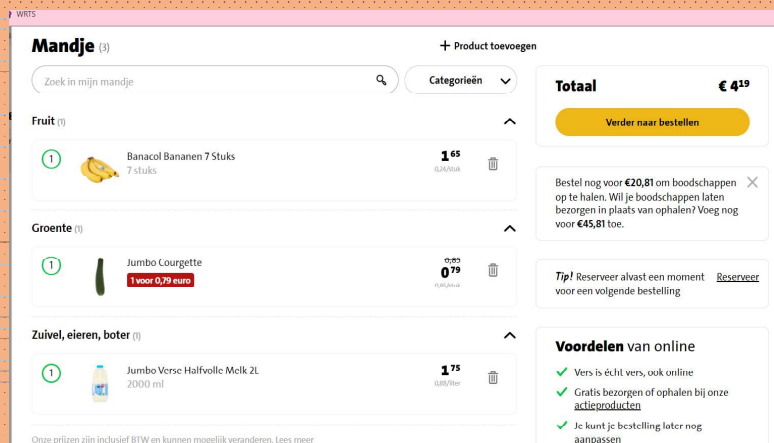 WRTS
Mandje (3)
+ Product toevoegen
Zoek in mijn mandje
Categorieën
Fruit (1)
1
Banacol Bananen 7 Stuks
7 stuks
1 65
0,24/stuk
Groente (1)
1
Jumbo Courgette
1 voor 0,79 euro
0,85
0 79
Zuivel, eieren, boter (1)
1
Jumbo Verse Halfvolle Melk 2L
2000 ml
1 75
0,88/liter
Onze prijzen zijn inclusief BTW en kunnen mogelijk veranderen. Lees meer
Totaal € 4 19
Verder naar bestellen
Bestel nog voor €20,81 om boodschappen
op te halen. Wil je boodschappen laten
bezorgen in plaats van ophalen? Voeg nog
voor €45,81 toe.
Tip! Reserveer alvast een moment
voor een volgende bestelling
Reserveer
Voordelen van online
Vers is écht vers, ook online
Gratis bezorgen of ophalen bij onze
actieproducten
Je kunt je bestelling later nog
aanpassen